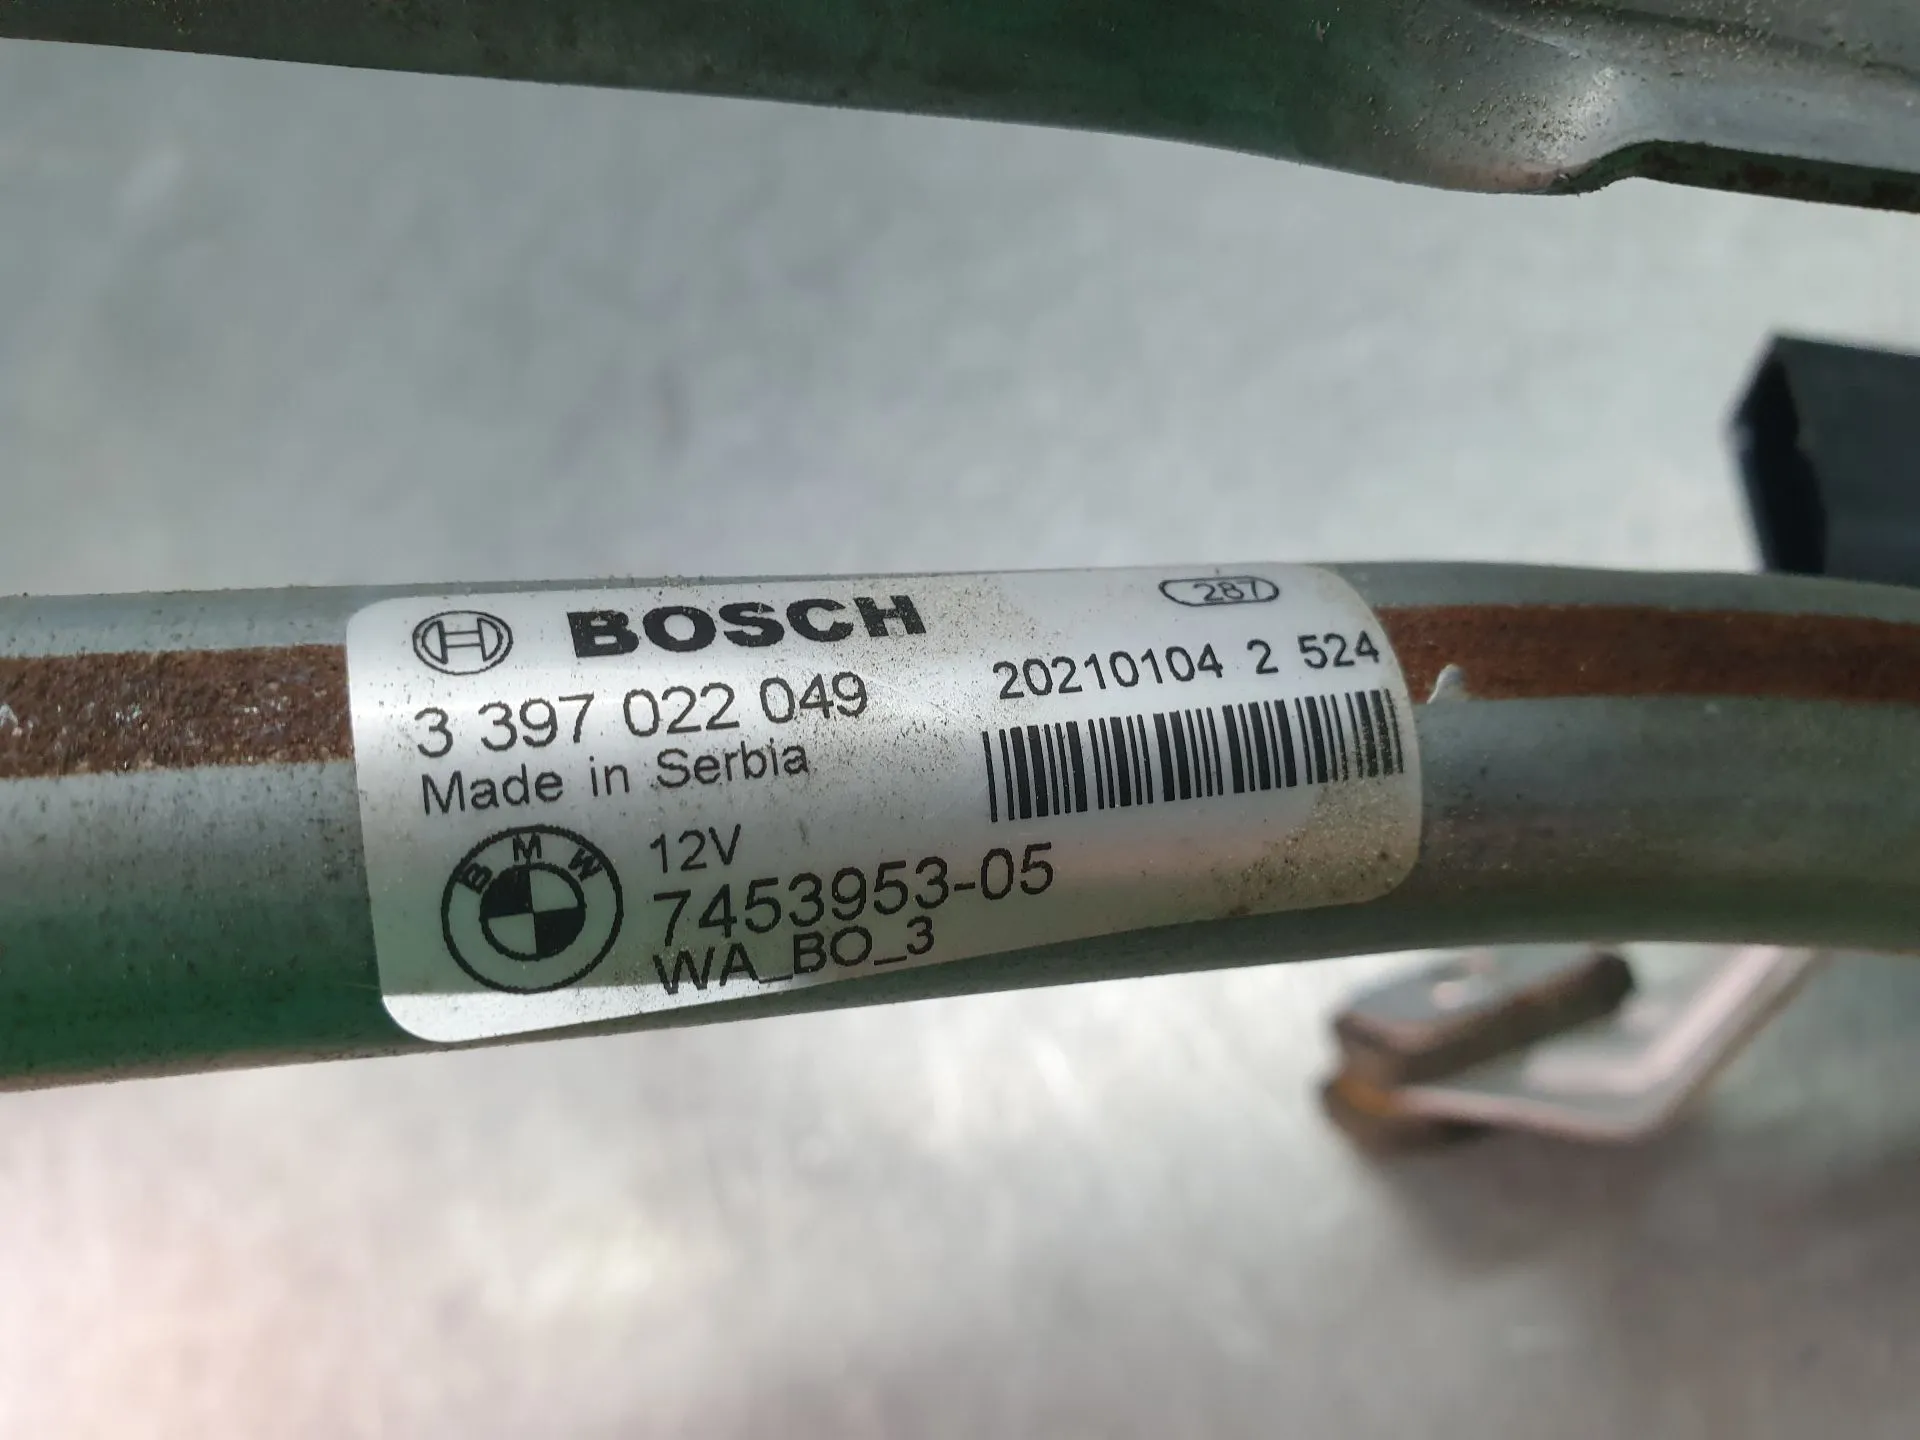 BOSCH
287
3 397 022 049
20210104 2 524
Made in Serbia
BMW
12V
7453953-05
WA_BO_3